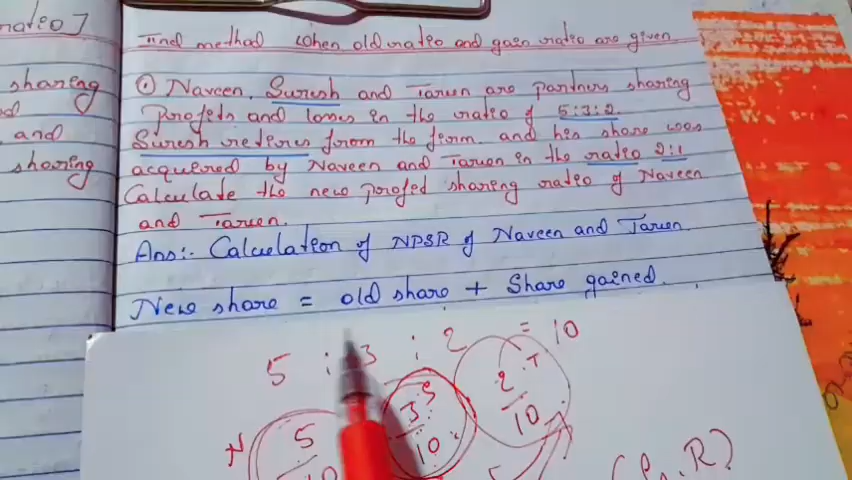 ratio]
sharing
and
sharing
IInd method when old ratio and gain ratio are given
Naveen, Suresh and Tarun are partners sharing
profits and losses in the ratio of 5:3:2.
Suresh retires from the firm and his share was
acquered by Naveen and Tarun in the ratio 2:1
Calculate the new profet sharing ratio of Naveen
and Tarun.
Ans:- Calculation of NPSR of Naveen and Tarun
New share = old share + Share gained.
5 : 3 : 2 = 10
N 5/10 3/10 S 2/10 T